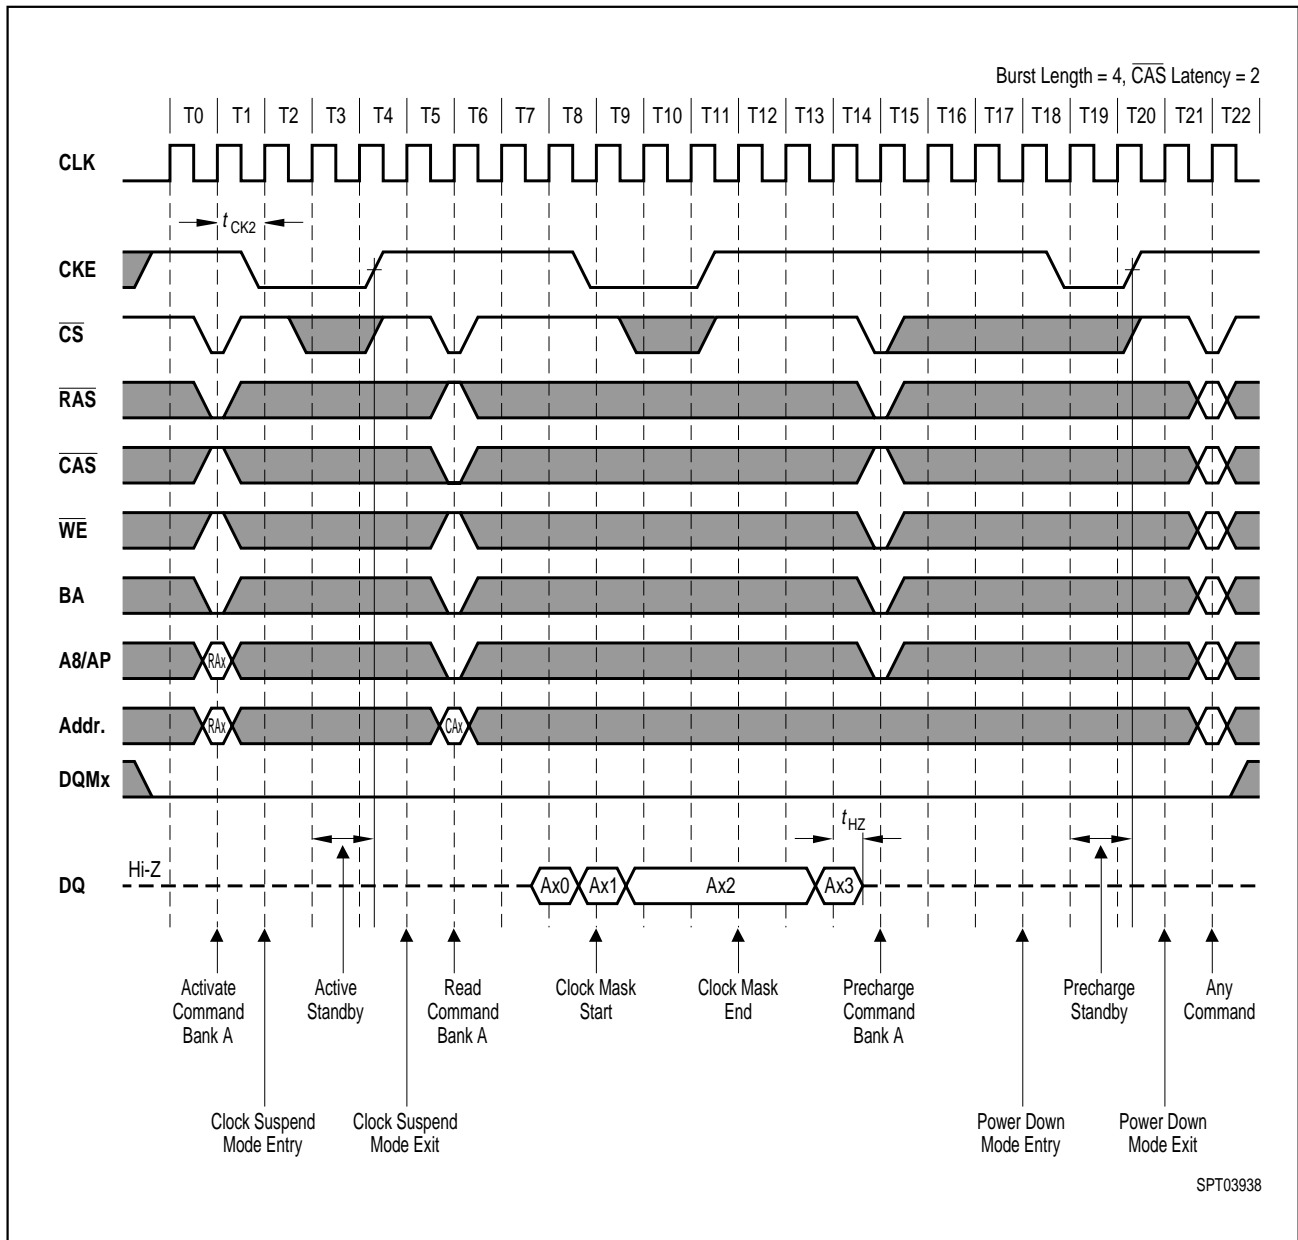 Burst Length = 4, CAS Latency = 2
T0 T1 T2 T3 T4 T5 T6 T7 T8 T9 T10 T11 T12 T13 T14 T15 T16 T17 T18 T19 T20 T21 T22
CLK
tCK2
CKE
CS
RAS
CAS
WE
BA
A8/AP RAx
Addr. RAx CAx
DQMx
tHZ
Hi-Z
DQ Ax0 Ax1 Ax2 Ax3
Activate
Command
Bank A
Active
Standby
Read
Command
Bank A
Clock Mask
Start
Clock Mask
End
Precharge
Command
Bank A
Precharge
Standby
Any
Command
Clock Suspend
Mode Entry
Clock Suspend
Mode Exit
Power Down
Mode Entry
Power Down
Mode Exit
SPT03938